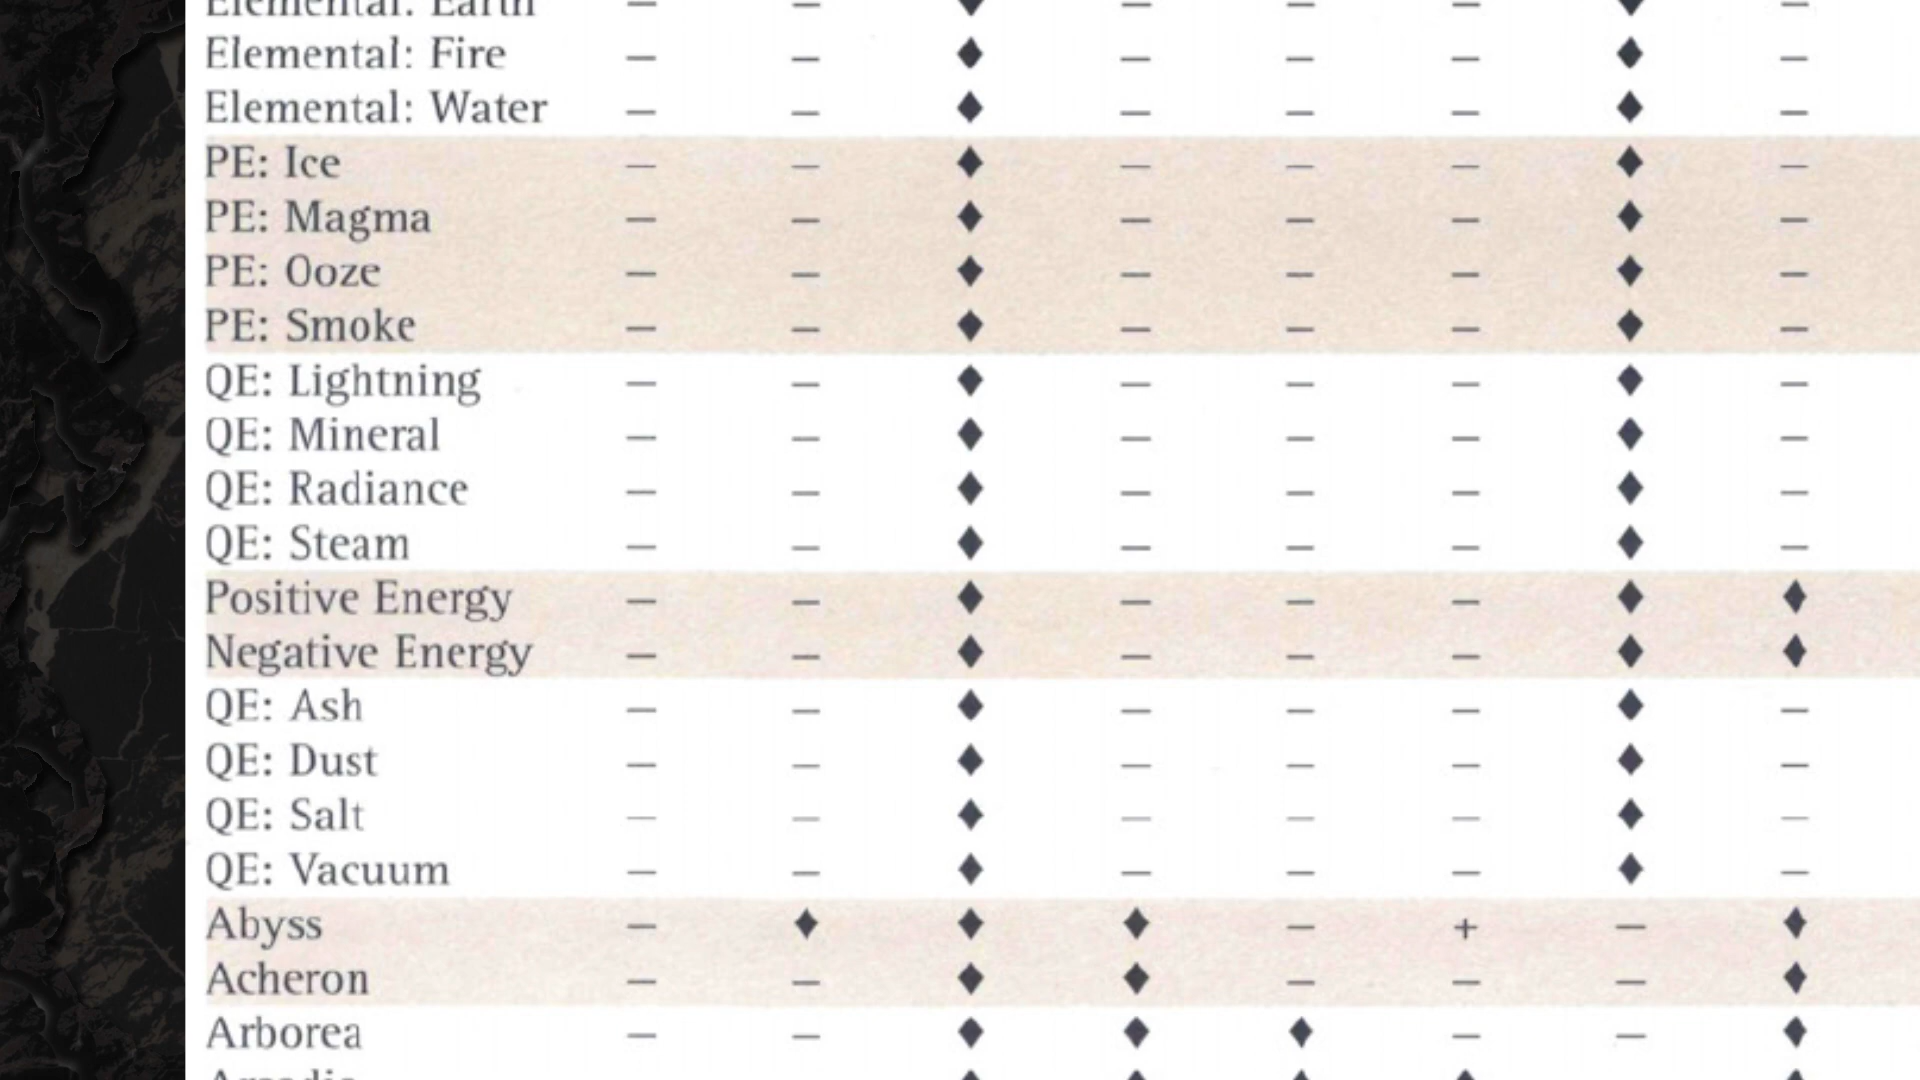 Elemental: Earth — — ♦ — — — ♦ —
Elemental: Fire — — ♦ — — — ♦ —
Elemental: Water — — ♦ — — — ♦ —
PE: Ice — — ♦ — — — ♦ —
PE: Magma — — ♦ — — — ♦ —
PE: Ooze — — ♦ — — — ♦ —
PE: Smoke — — ♦ — — — ♦ —
QE: Lightning — — ♦ — — — ♦ —
QE: Mineral — — ♦ — — — ♦ —
QE: Radiance — — ♦ — — — ♦ —
QE: Steam — — ♦ — — — ♦ —
Positive Energy — — ♦ — — — ♦ ♦
Negative Energy — — ♦ — — — ♦ ♦
QE: Ash — — ♦ — — — ♦ —
QE: Dust — — ♦ — — — ♦ —
QE: Salt — — ♦ — — — ♦ —
QE: Vacuum — — ♦ — — — ♦ —
Abyss — ♦ ♦ ♦ — + — ♦
Acheron — — ♦ ♦ — — — ♦
Arborea — — ♦ ♦ ♦ — — ♦